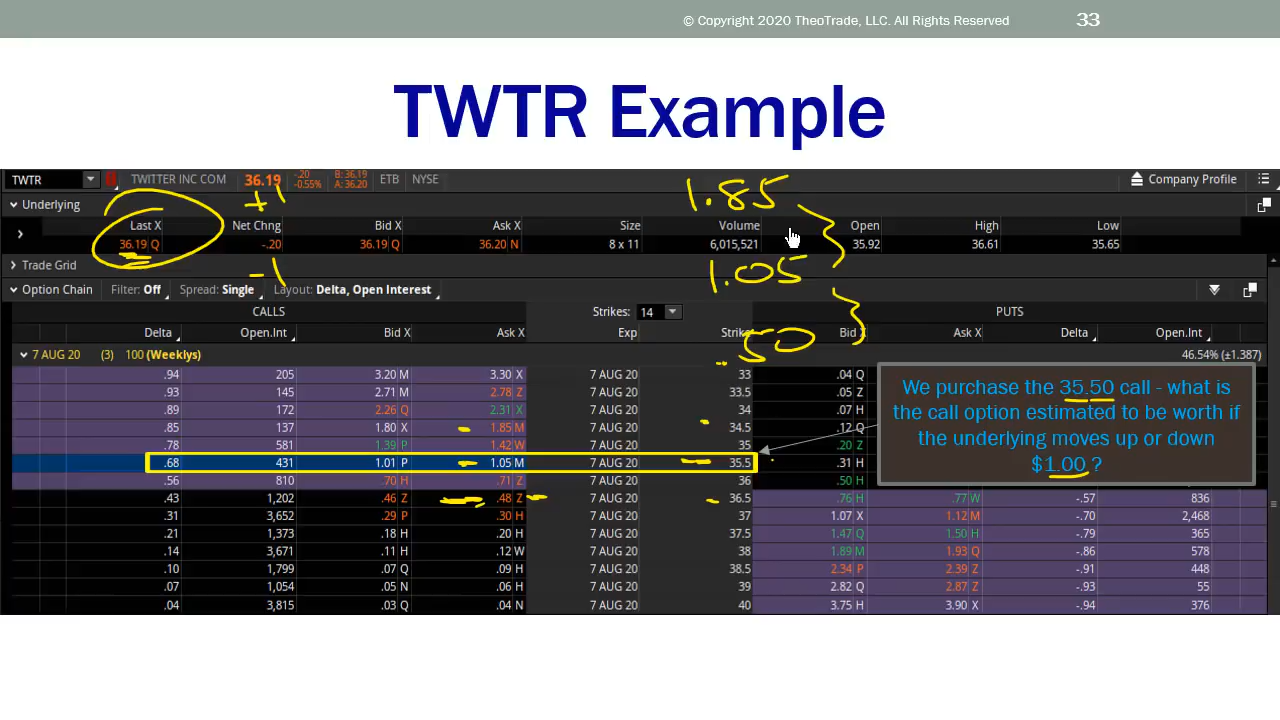 © Copyright 2020 TheoTrade, LLC. All Rights Reserved 33
TWTR Example
TWTR TWITTER INC COM 36.19 -.20 -0.55% B: 36.19 A: 36.20 ETB NYSE Company Profile
+1
1.85
Underlying
Last X Net Chng Bid X Ask X Size Volume Open High Low
36.19 Q -.20 36.19 Q 36.20 N 8 x 11 6,015,521 35.92 36.61 35.65
-1
1.05
Trade Grid
Option Chain Filter: Off Spread: Single Layout: Delta, Open Interest
CALLS Strikes: 14 PUTS
Delta Open.Int Bid X Ask X Exp Strike Bid X Ask X Delta Open.Int
.50
7 AUG 20 (3) 100 (Weeklys) 46.54% (±1.387)
.94 205 3.20 M 3.30 X 7 AUG 20 33 .04 Q
.93 145 2.71 M 2.78 Z 7 AUG 20 33.5 .05 Z
.89 172 2.26 Q 2.31 X 7 AUG 20 34 .07 H
.85 137 1.80 X 1.85 M 7 AUG 20 34.5 .12 Q
.78 581 1.39 P 1.42 W 7 AUG 20 35 .20 Z
.68 431 1.01 P 1.05 M 7 AUG 20 35.5 .31 H
.56 810 .70 H .71 Z 7 AUG 20 36 .50 H
We purchase the 35.50 call - what is
the call option estimated to be worth if
the underlying moves up or down
$1.00 ?
.43 1,202 .46 Z .48 Z 7 AUG 20 36.5 .76 H .77 W -.57 836
.31 3,652 .29 P .30 H 7 AUG 20 37 1.07 X 1.12 M -.70 2,468
.21 1,373 .18 H .20 H 7 AUG 20 37.5 1.47 Q 1.50 H -.79 365
.14 3,671 .11 H .12 W 7 AUG 20 38 1.89 M 1.93 Q -.86 578
.10 1,799 .07 Q .09 H 7 AUG 20 38.5 2.34 P 2.39 Z -.91 448
.07 1,054 .05 N .06 H 7 AUG 20 39 2.82 Q 2.87 Z -.93 55
.04 3,815 .03 Q .04 N 7 AUG 20 40 3.75 H 3.90 X -.94 376